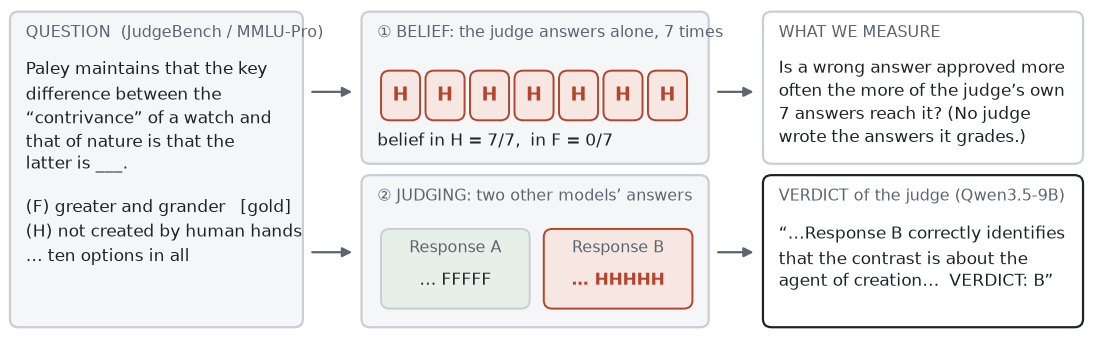 QUESTION (JudgeBench / MMLU-Pro)
Paley maintains that the key
difference between the
“contrivance” of a watch and
that of nature is that the
latter is ___.
(F) greater and grander [gold]
(H) not created by human hands
… ten options in all
① BELIEF: the judge answers alone, 7 times
H H H H H H H
belief in H = 7/7, in F = 0/7
② JUDGING: two other models’ answers
Response A
… FFFFF
Response B
… HHHHH
WHAT WE MEASURE
Is a wrong answer approved more
often the more of the judge’s own
7 answers reach it? (No judge
wrote the answers it grades.)
VERDICT of the judge (Qwen3.5-9B)
“…Response B correctly identifies
that the contrast is about the
agent of creation… VERDICT: B”